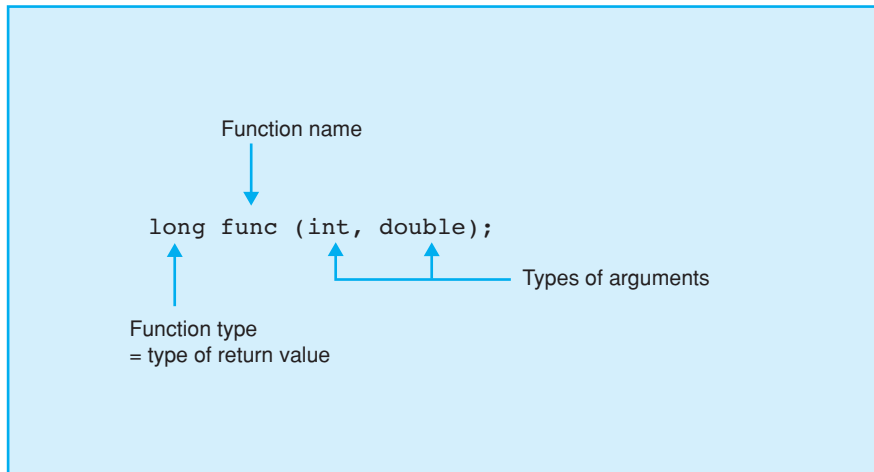 Function name
long func (int, double);
Types of arguments
Function type
= type of return value